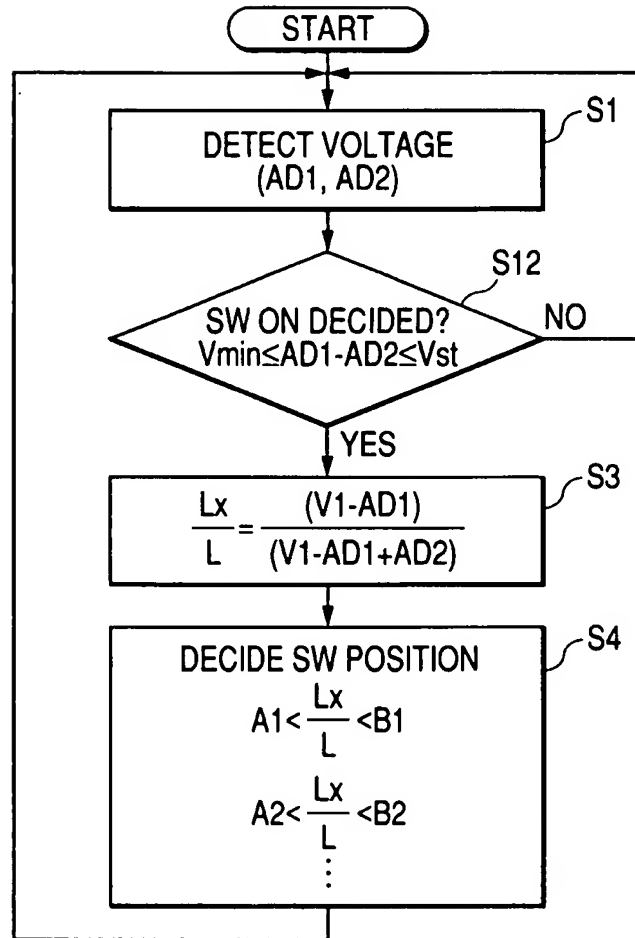 START
S1
DETECT VOLTAGE
(AD1, AD2)
S12
SW ON DECIDED?
Vmin≤AD1-AD2≤Vst
NO
YES
S3
Lx/L = (V1-AD1)/(V1-AD1+AD2)
S4
DECIDE SW POSITION
A1< Lx/L <B1
A2< Lx/L <B2
⋮